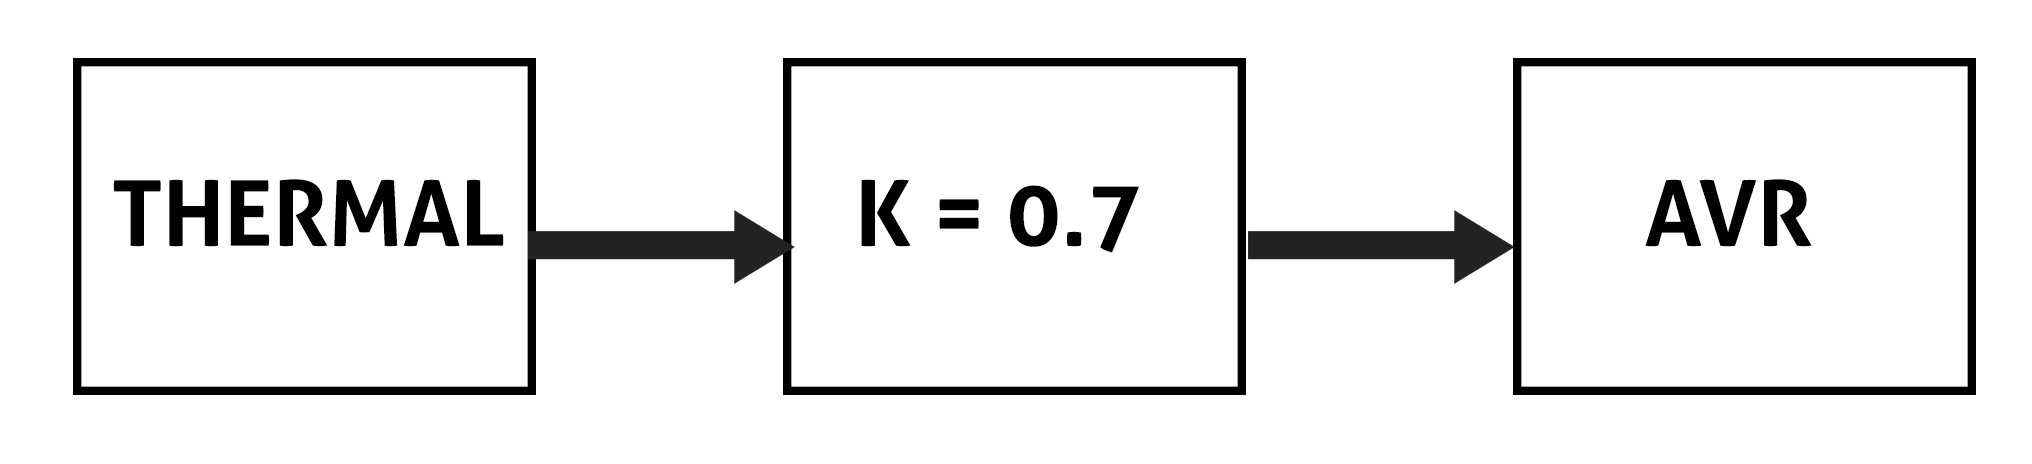 THERMAL
K = 0.7
AVR